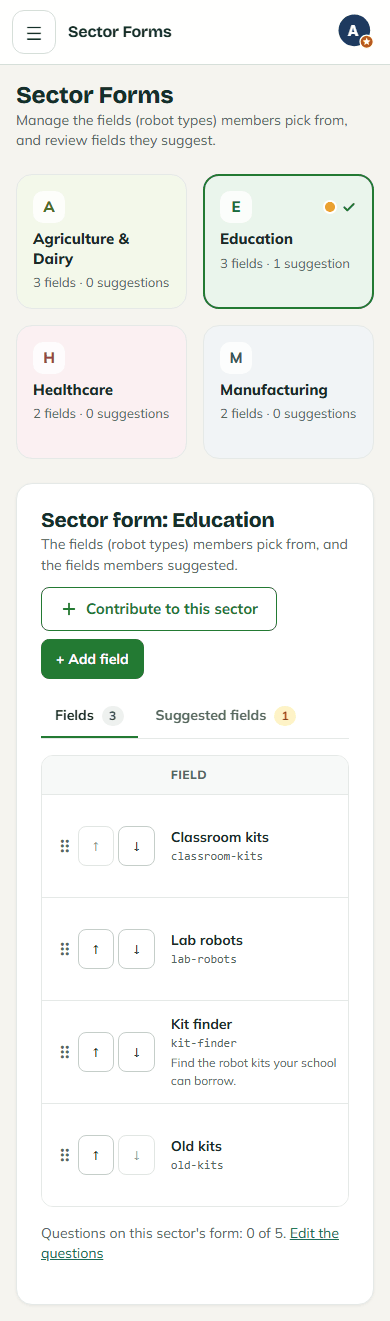 ☰ Sector Forms A
Sector Forms
Manage the fields (robot types) members pick from,
and review fields they suggest.
A
Agriculture &
Dairy
3 fields · 0 suggestions
E
Education
3 fields · 1 suggestion
H
Healthcare
2 fields · 0 suggestions
M
Manufacturing
2 fields · 0 suggestions
Sector form: Education
The fields (robot types) members pick from, and
the fields members suggested.
+ Contribute to this sector
+ Add field
Fields 3 Suggested fields 1
FIELD
↑ ↓ Classroom kits
classroom-kits
↑ ↓ Lab robots
lab-robots
↑ ↓ Kit finder
kit-finder
Find the robot kits your school
can borrow.
↑ ↓ Old kits
old-kits
Questions on this sector's form: 0 of 5. Edit the
questions